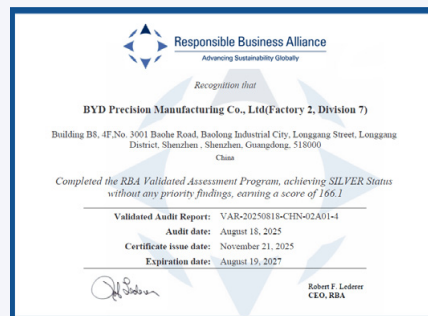 Responsible Business Alliance
Advancing Sustainability Globally
Recognition that
BYD Precision Manufacturing Co., Ltd(Factory 2, Division 7)
Building B8, 4F,No. 3001 Baohe Road, Baolong Industrial City, Longgang Street, Longgang
District, Shenzhen , Shenzhen, Guangdong, 518000
China
Completed the RBA Validated Assessment Program, achieving SILVER Status
without any priority findings, earning a score of 166.1
Validated Audit Report: VAR-20250818-CHN-02A01-4
Audit date: August 18, 2025
Certificate issue date: November 21, 2025
Expiration date: August 19, 2027
Robert F. Lederer
CEO, RBA